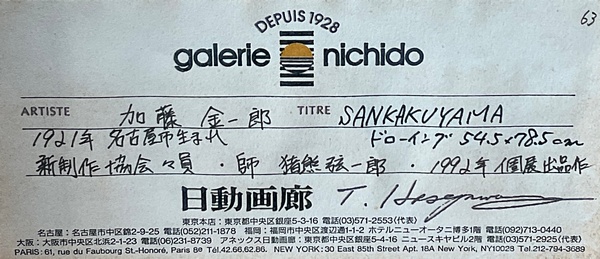 63
DEPUIS 1928
galerie nichido
ARTISTE 加藤 金一郎 TITRE SANKAKUYAMA
1921年 名古屋市生まれ ドローイング 54.5×78.5cm
新制作協会々員・師 猪熊弦一郎・1992年個展出品作
日動画廊 T. Hasegawa
東京本店:東京都中央区銀座5-3-16 電話(03)571-2553(代表)
名古屋:名古屋市中区錦2-9-25 電話(052)211-1878 福岡:福岡市中央区渡辺通1-1-2 ホテルニューオータニ博多1階 電話(092)713-0440
大阪:大阪市中央区北浜2-1-23 電話(06)231-8739 アネックス日動画廊:東京都中央区銀座5-4-16 ニュースキヤビル2階 電話(03)571-2925(代表)
PARIS: 61, rue du Faubourg St.-Honoré, Paris 8e Tél.42.66.62.86. NEW YORK: 30 East 85th Street Apt. 18A New York, NY10028 Tel.212-794-3689